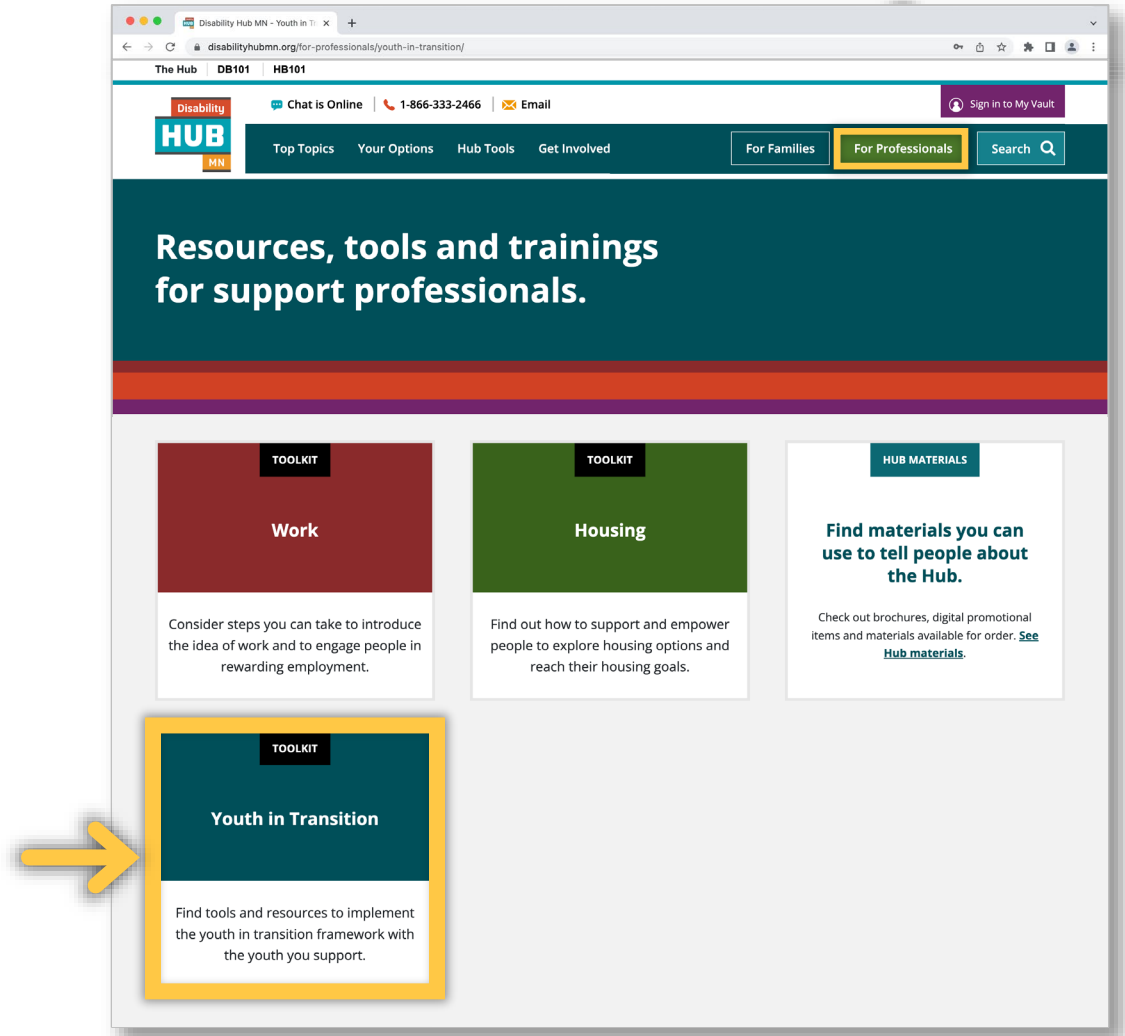 Disability Hub MN - Youth in Tr
disabilityhubmn.org/for-professionals/youth-in-transition/
The Hub DB101 HB101
Disability
HUB
MN
Chat is Online 1-866-333-2466 Email
Sign in to My Vault
Top Topics Your Options Hub Tools Get Involved For Families For Professionals Search
Resources, tools and trainings
for support professionals.
TOOLKIT
Work
Consider steps you can take to introduce
the idea of work and to engage people in
rewarding employment.
TOOLKIT
Housing
Find out how to support and empower
people to explore housing options and
reach their housing goals.
HUB MATERIALS
Find materials you can
use to tell people about
the Hub.
Check out brochures, digital promotional
items and materials available for order. See
Hub materials.
TOOLKIT
Youth in Transition
Find tools and resources to implement
the youth in transition framework with
the youth you support.